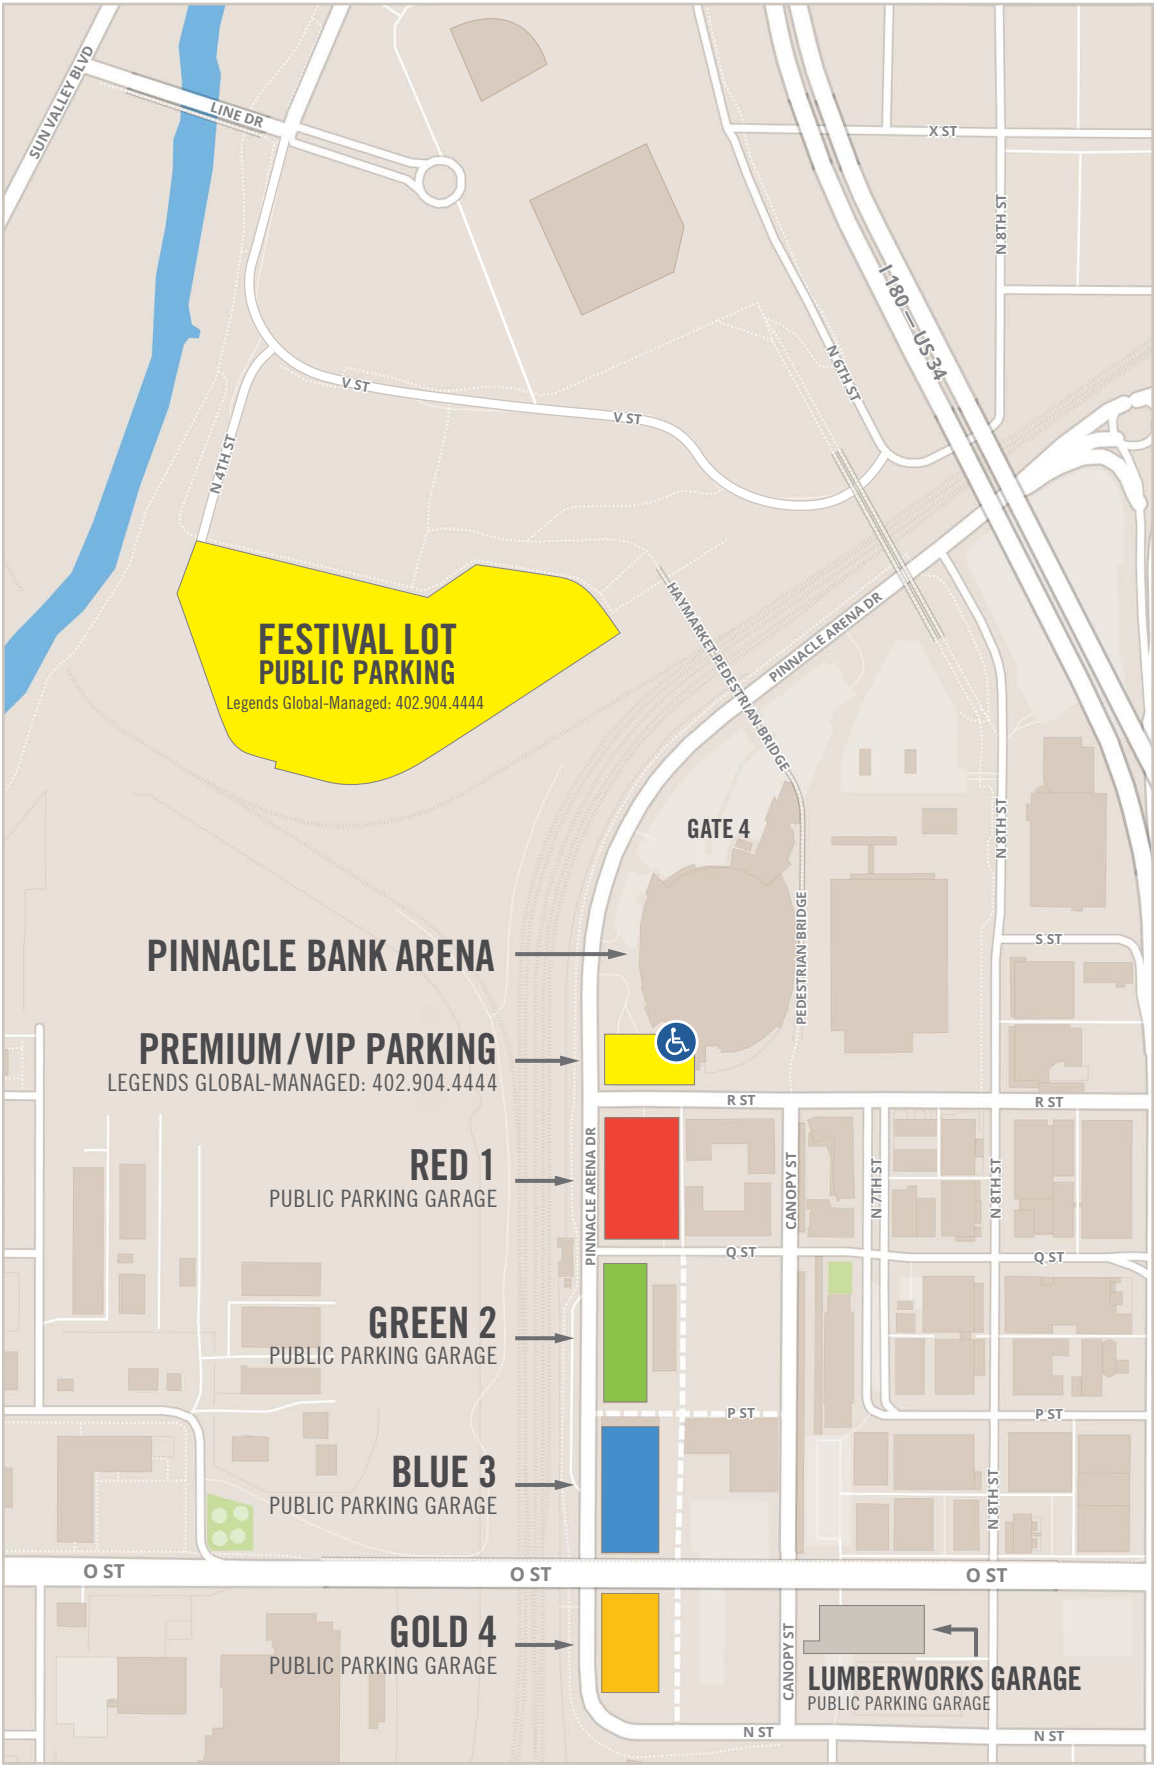 SUN VALLEY BLVD
LINE DR
X ST
N 8TH ST
I 180 — US 34
N 6TH ST
V ST
V ST
N 4TH ST
HAYMARKET PEDESTRIAN BRIDGE
PINNACLE ARENA DR
FESTIVAL LOT
PUBLIC PARKING
Legends Global-Managed: 402.904.4444
GATE 4
N 8TH ST
PEDESTRIAN BRIDGE
S ST
PINNACLE BANK ARENA
PREMIUM/VIP PARKING
LEGENDS GLOBAL-MANAGED: 402.904.4444
R ST
R ST
RED 1
PUBLIC PARKING GARAGE
PINNACLE ARENA DR
CANOPY ST
N 7TH ST
N 8TH ST
Q ST
Q ST
GREEN 2
PUBLIC PARKING GARAGE
P ST
P ST
BLUE 3
PUBLIC PARKING GARAGE
N 8TH ST
O ST
O ST
O ST
GOLD 4
PUBLIC PARKING GARAGE
CANOPY ST
LUMBERWORKS GARAGE
PUBLIC PARKING GARAGE
N ST
N ST